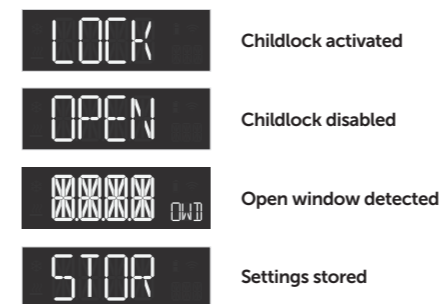 LOCK Childlock activated
OPEN Childlock disabled
OWD Open window detected
STOR Settings stored